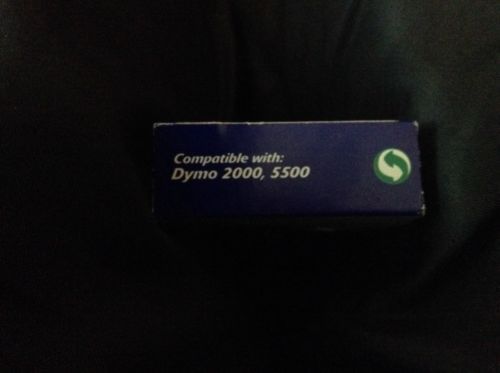 Compatible with:
Dymo 2000, 5500